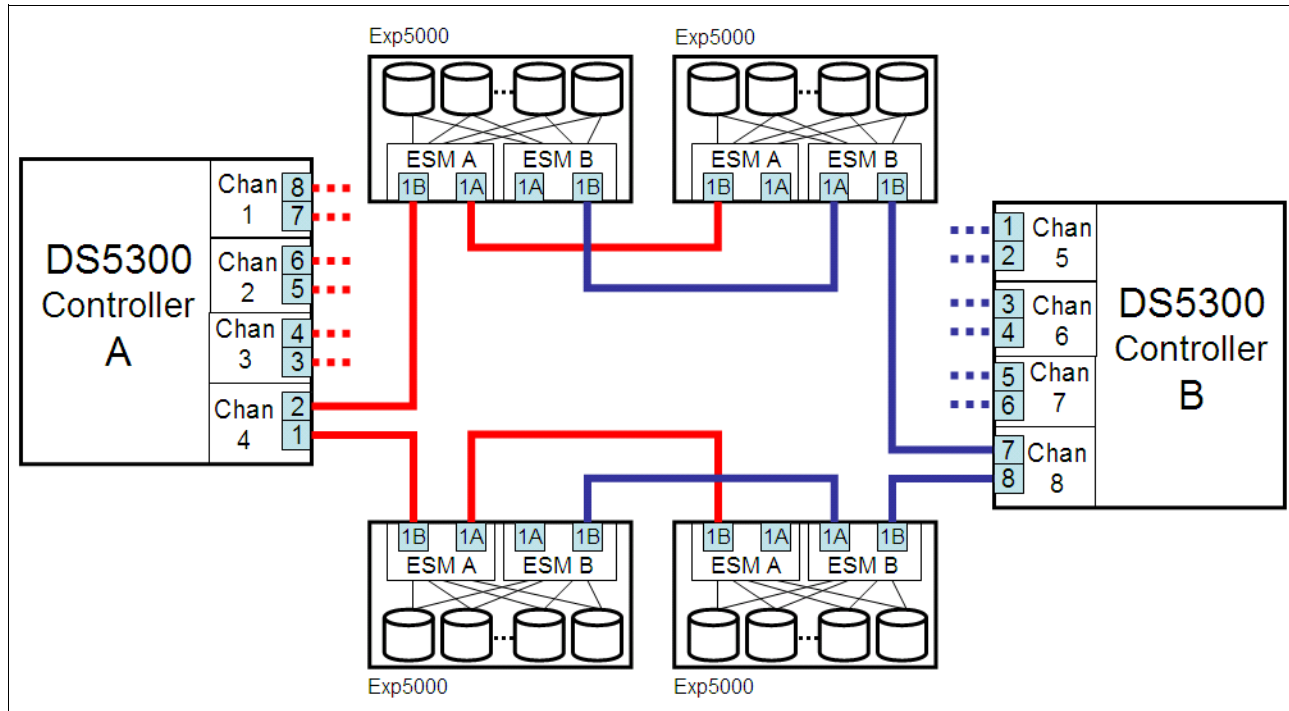 Exp5000
Exp5000
ESM A
ESM B
1B
1A
1A
1B
ESM A
ESM B
1B
1A
1A
1B
DS5300
Controller
A
Chan
1
8
7
Chan
2
6
5
Chan
3
4
3
Chan
4
2
1
1
2
Chan
5
3
4
Chan
6
5
6
Chan
7
7
8
Chan
8
DS5300
Controller
B
1B
1A
1A
1B
ESM A
ESM B
1B
1A
1A
1B
ESM A
ESM B
Exp5000
Exp5000